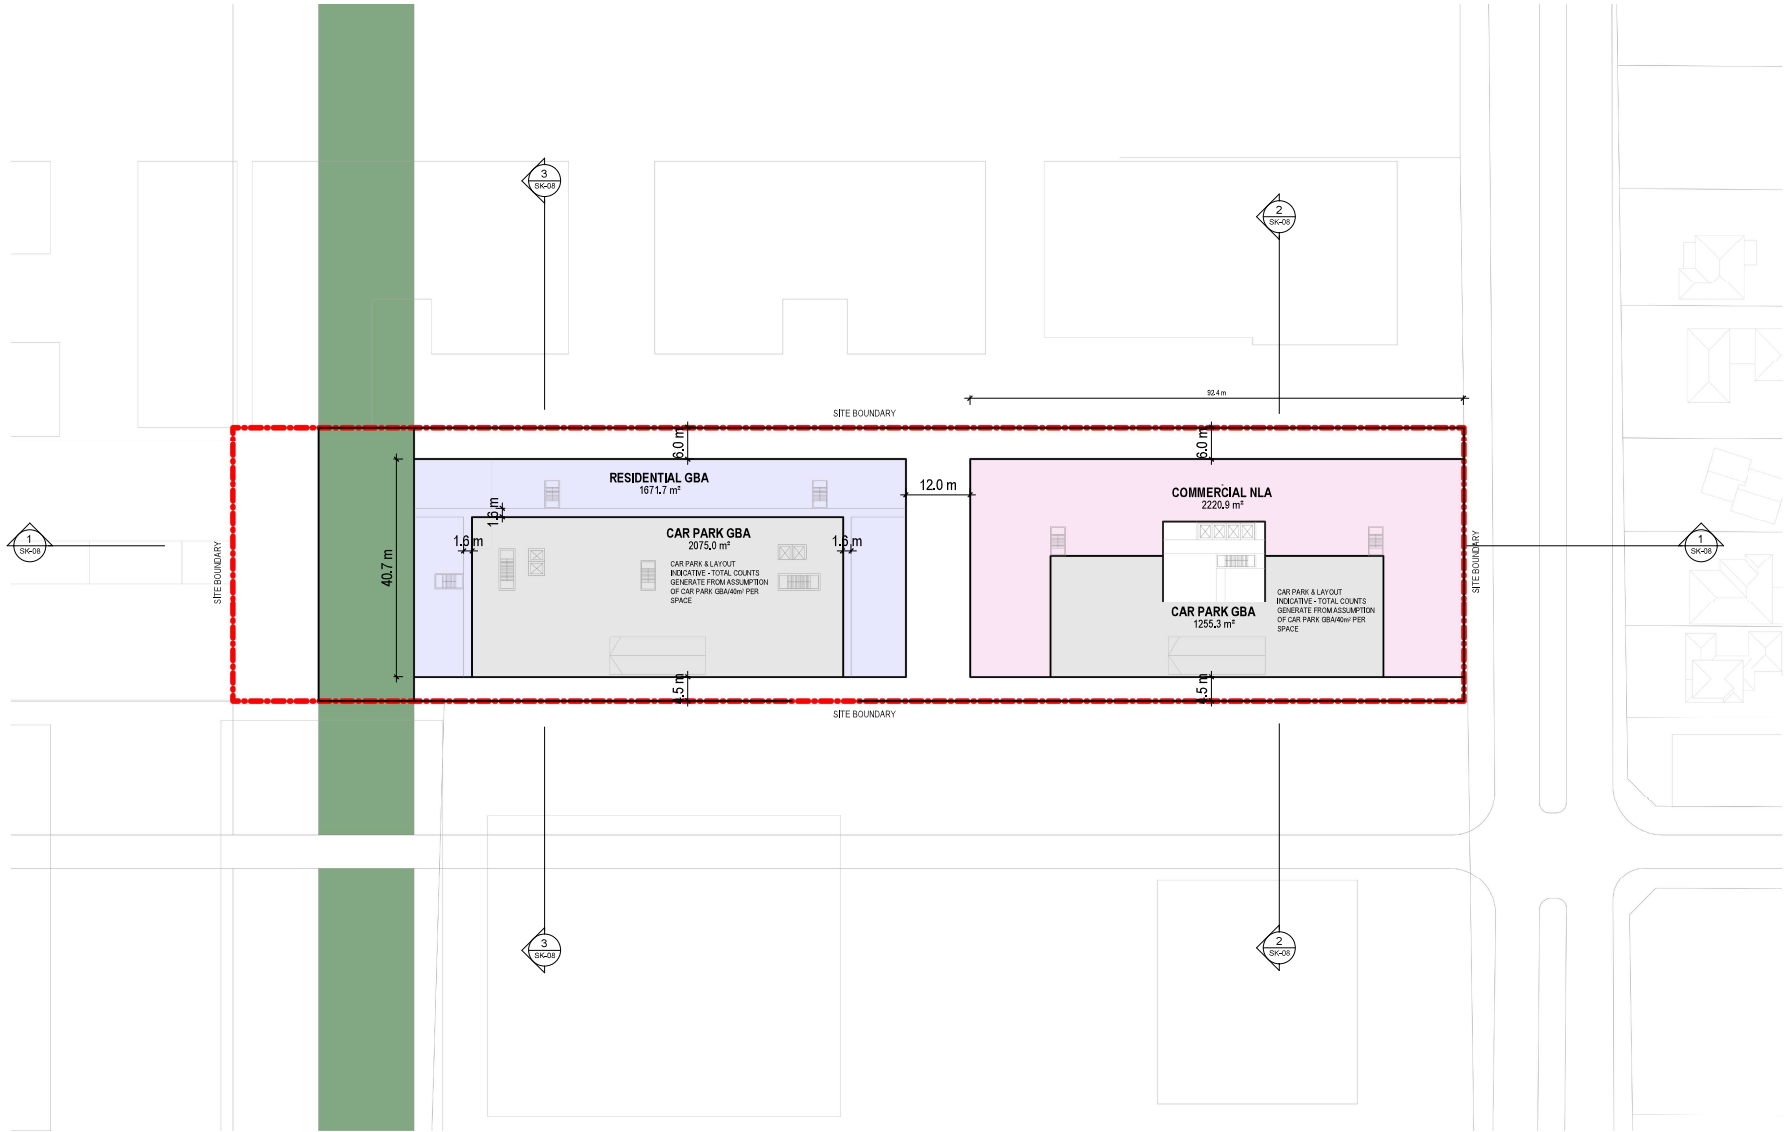 3
SK-08
2
SK-08
92.4 m
SITE BOUNDARY
6.0 m
6.0 m
RESIDENTIAL GBA
1671.7 m²
12.0 m
COMMERCIAL NLA
2220.9 m²
1.6 m
CAR PARK GBA
2075.0 m²
1.6 m
1.6 m
1
SK-08
1
SK-08
SITE BOUNDARY
40.7 m
CAR PARK & LAYOUT
INDICATIVE - TOTAL COUNTS
GENERATE FROM ASSUMPTION
OF CAR PARK GBA/40m² PER
SPACE
SITE BOUNDARY
CAR PARK & LAYOUT
INDICATIVE - TOTAL COUNTS
GENERATE FROM ASSUMPTION
OF CAR PARK GBA/40m² PER
SPACE
CAR PARK GBA
1255.3 m²
4.5 m
4.5 m
SITE BOUNDARY
3
SK-08
2
SK-08